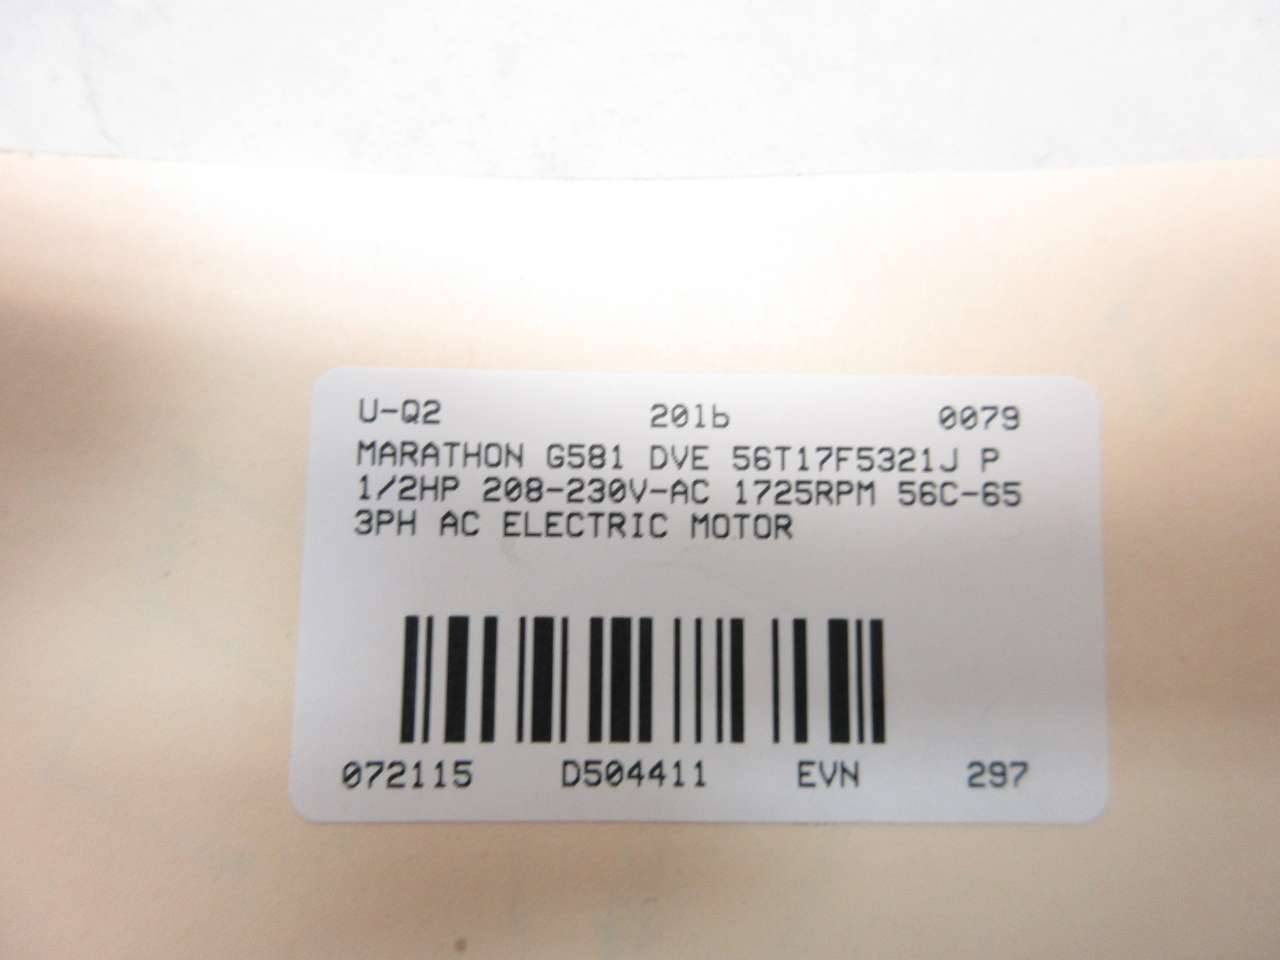 U-Q2 20lb 0079
MARATHON G581 DVE 56T17F5321J P
1/2HP 208-230V-AC 1725RPM 56C-65
3PH AC ELECTRIC MOTOR
072115 D504411 EVN 297